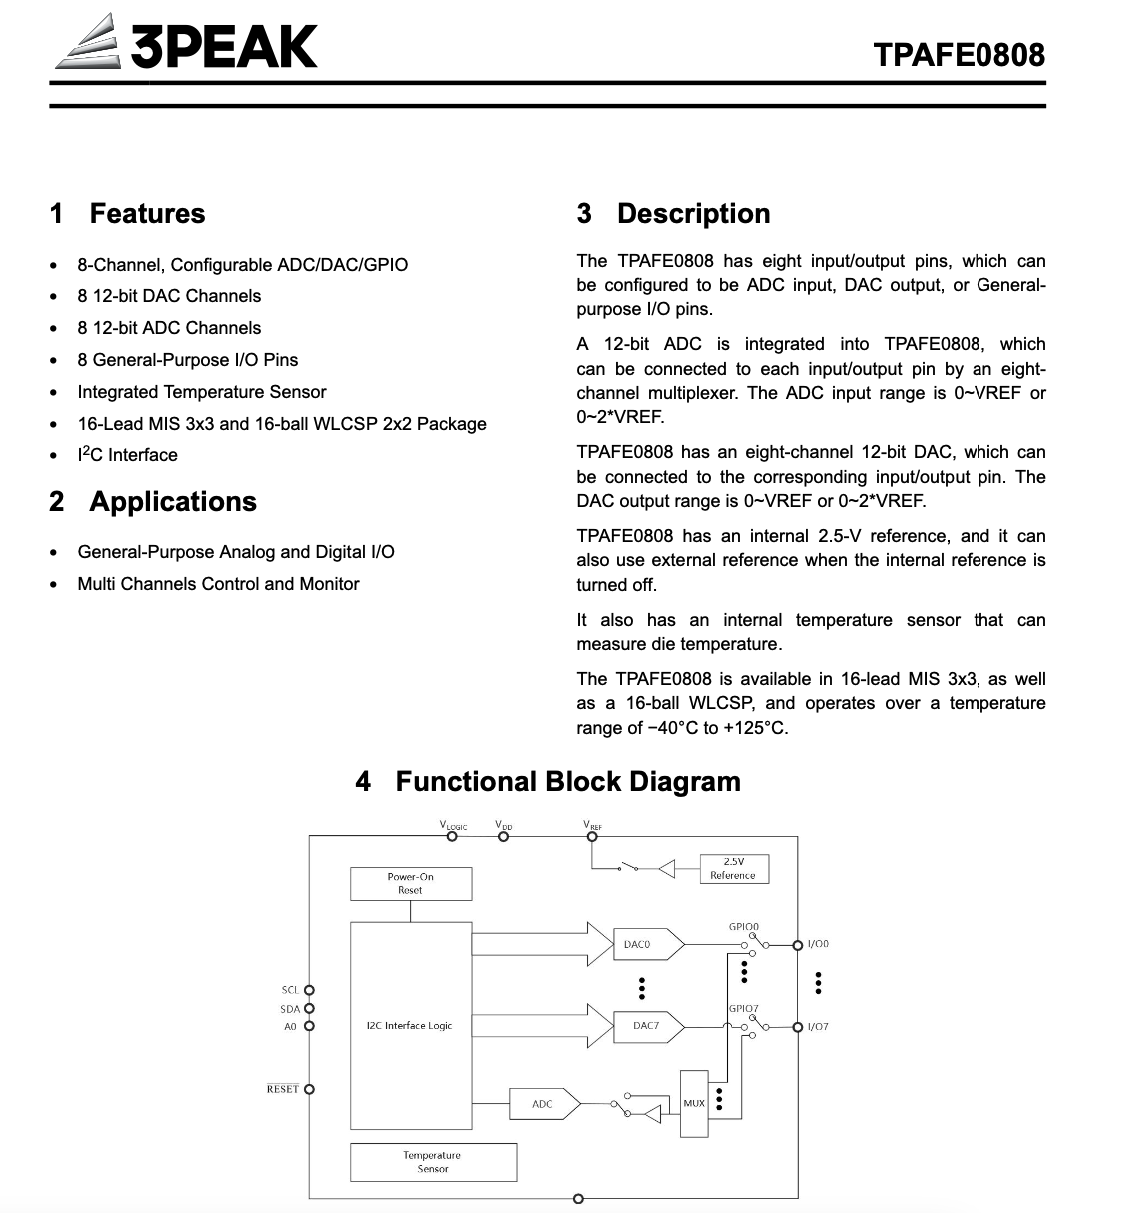 3PEAK
TPAFE0808
1 Features
• 8-Channel, Configurable ADC/DAC/GPIO
• 8 12-bit DAC Channels
• 8 12-bit ADC Channels
• 8 General-Purpose I/O Pins
• Integrated Temperature Sensor
• 16-Lead MIS 3x3 and 16-ball WLCSP 2x2 Package
• I²C Interface
2 Applications
• General-Purpose Analog and Digital I/O
• Multi Channels Control and Monitor
3 Description
The TPAFE0808 has eight input/output pins, which can
be configured to be ADC input, DAC output, or General-
purpose I/O pins.
A 12-bit ADC is integrated into TPAFE0808, which
can be connected to each input/output pin by an eight-
channel multiplexer. The ADC input range is 0~VREF or
0~2*VREF.
TPAFE0808 has an eight-channel 12-bit DAC, which can
be connected to the corresponding input/output pin. The
DAC output range is 0~VREF or 0~2*VREF.
TPAFE0808 has an internal 2.5-V reference, and it can
also use external reference when the internal reference is
turned off.
It also has an internal temperature sensor that can
measure die temperature.
The TPAFE0808 is available in 16-lead MIS 3x3, as well
as a 16-ball WLCSP, and operates over a temperature
range of −40°C to +125°C.
4 Functional Block Diagram
VLOGIC
VDD
VREF
2.5V
Reference
Power-On
Reset
GPIO0
DAC0
I/O0
SCL
SDA
A0
I2C Interface Logic
GPIO7
DAC7
I/O7
RESET
ADC
MUX
Temperature
Sensor